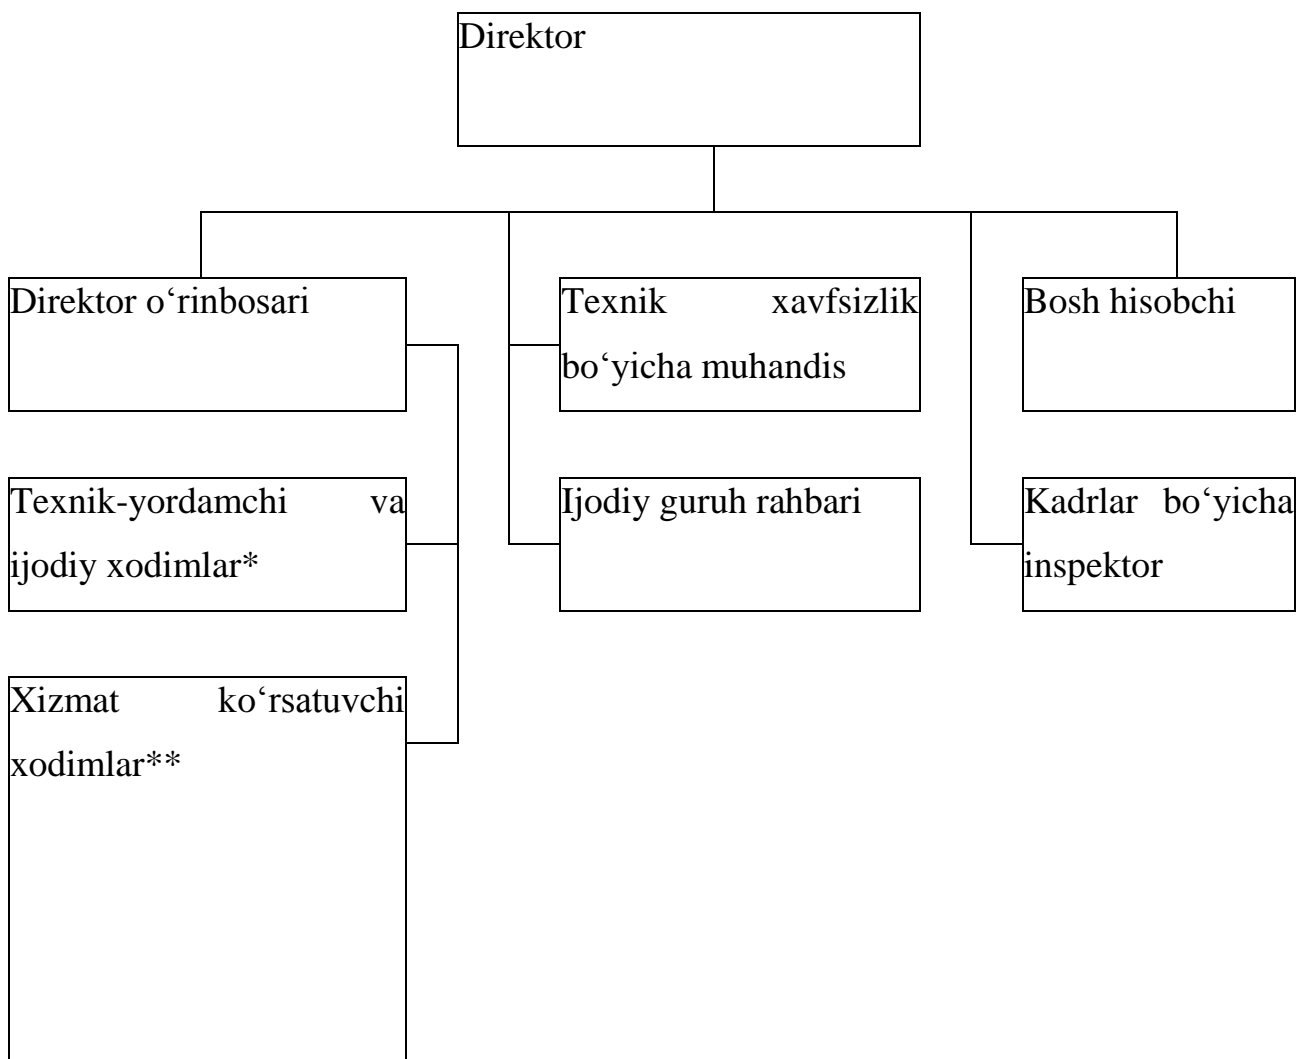 Direktor
Direktor o‘rinbosari
Texnik xavfsizlik
bo‘yicha muhandis
Bosh hisobchi
Texnik-yordamchi va
ijodiy xodimlar*
Ijodiy guruh rahbari
Kadrlar bo‘yicha
inspektor
Xizmat ko‘rsatuvchi
xodimlar**